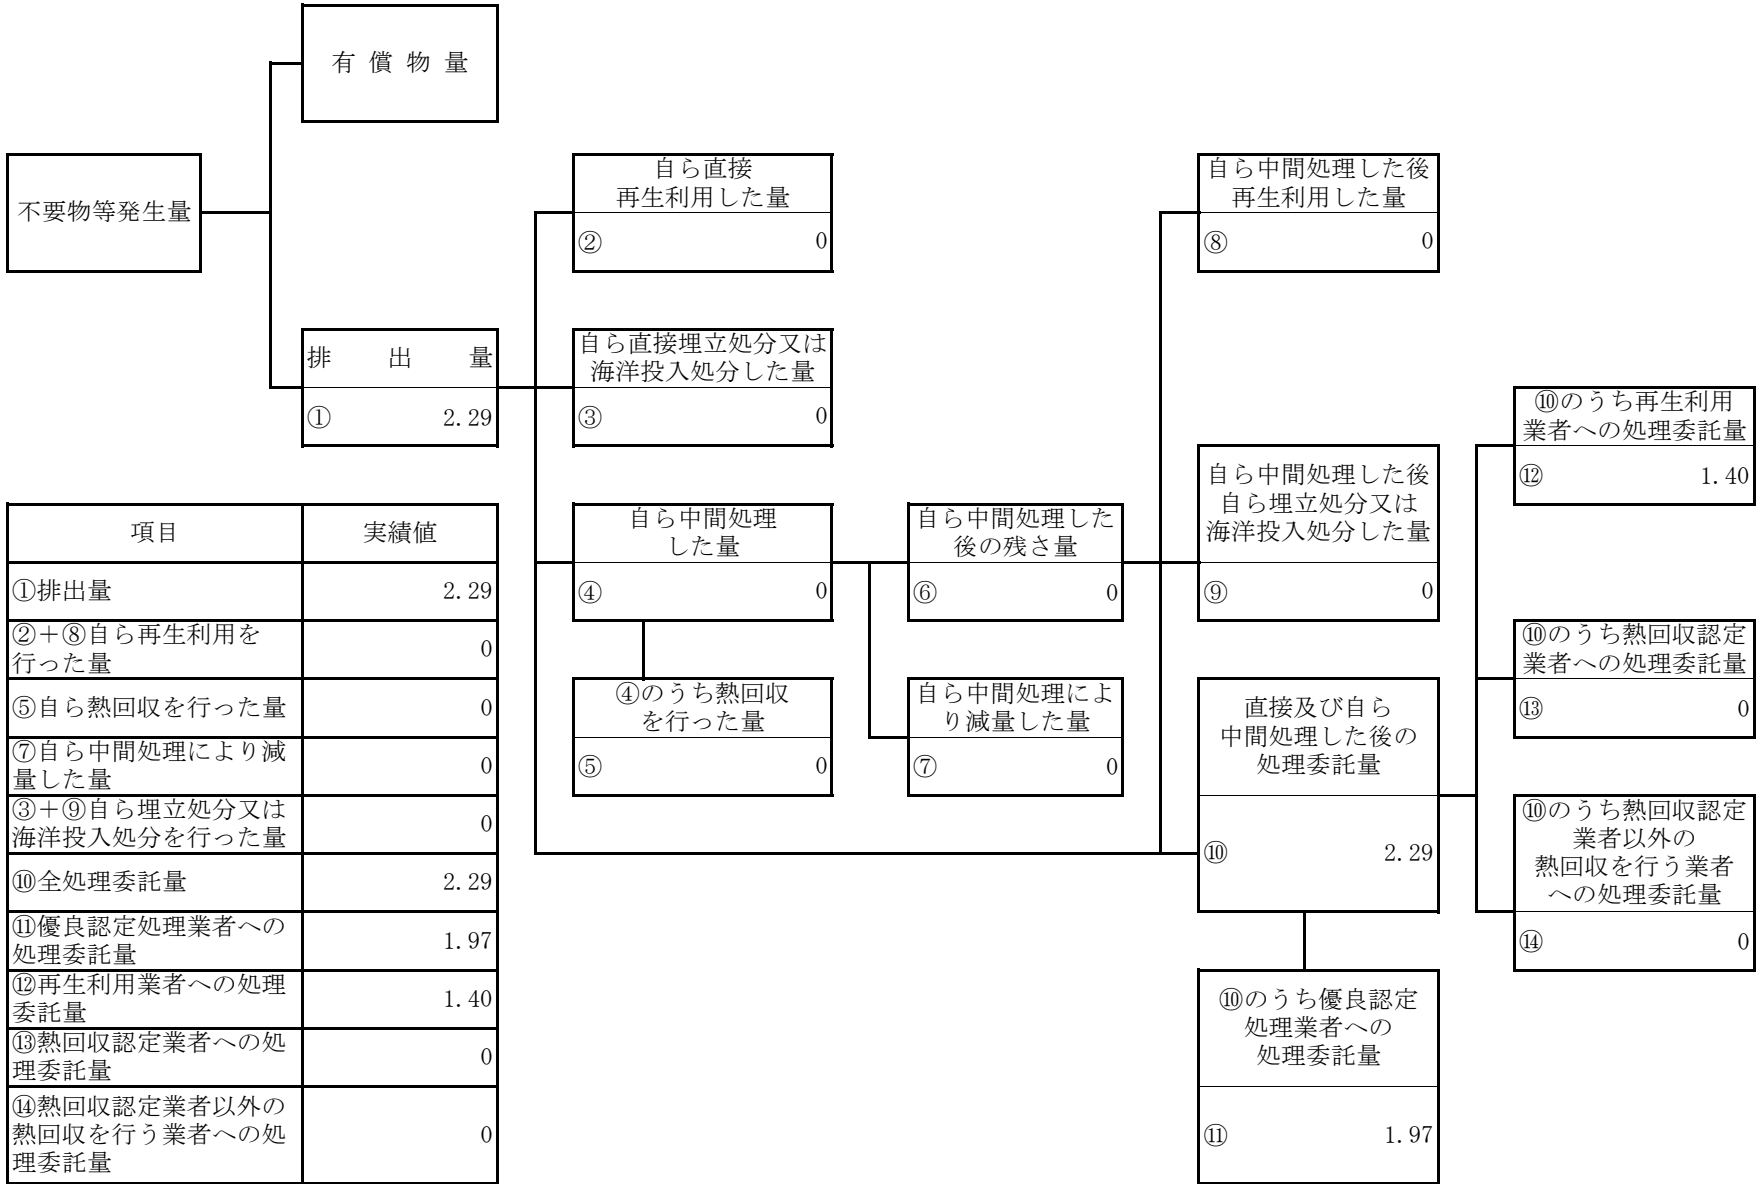 有 償 物 量
不要物等発生量
自ら直接
再生利用した量
② 0
自ら中間処理した後
再生利用した量
⑧ 0
排 出 量
① 2.29
自ら直接埋立処分又は
海洋投入処分した量
③ 0
⑩のうち再生利用
業者への処理委託量
⑫ 1.40
自ら中間処理した後
自ら埋立処分又は
海洋投入処分した量
⑨ 0
自ら中間処理
した量
④ 0
自ら中間処理した
後の残さ量
⑥ 0
⑩のうち熱回収認定
業者への処理委託量
⑬ 0
④のうち熱回収
を行った量
⑤ 0
自ら中間処理によ
り減量した量
⑦ 0
直接及び自ら
中間処理した後の
処理委託量
⑩ 2.29
⑩のうち熱回収認定
業者以外の
熱回収を行う業者
への処理委託量
⑭ 0
⑩のうち優良認定
処理業者への
処理委託量
⑪ 1.97
項目 実績値
①排出量 2.29
②＋⑧自ら再生利用を
行った量 0
⑤自ら熱回収を行った量 0
⑦自ら中間処理により減
量した量 0
③＋⑨自ら埋立処分又は
海洋投入処分を行った量 0
⑩全処理委託量 2.29
⑪優良認定処理業者への
処理委託量 1.97
⑫再生利用業者への処理
委託量 1.40
⑬熱回収認定業者への処
理委託量 0
⑭熱回収認定業者以外の
熱回収を行う業者への処
理委託量 0